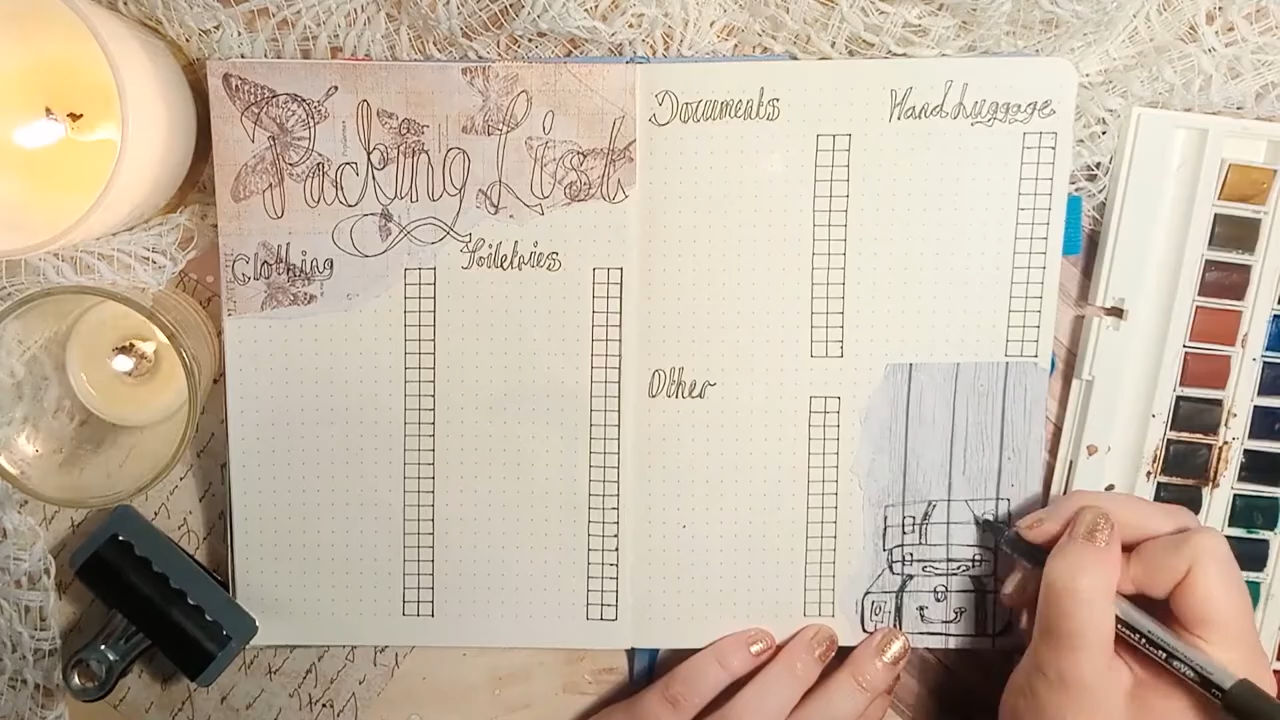 Packing List
Clothing
Toiletries
Documents
Hand Luggage
Other
uni-ball eye